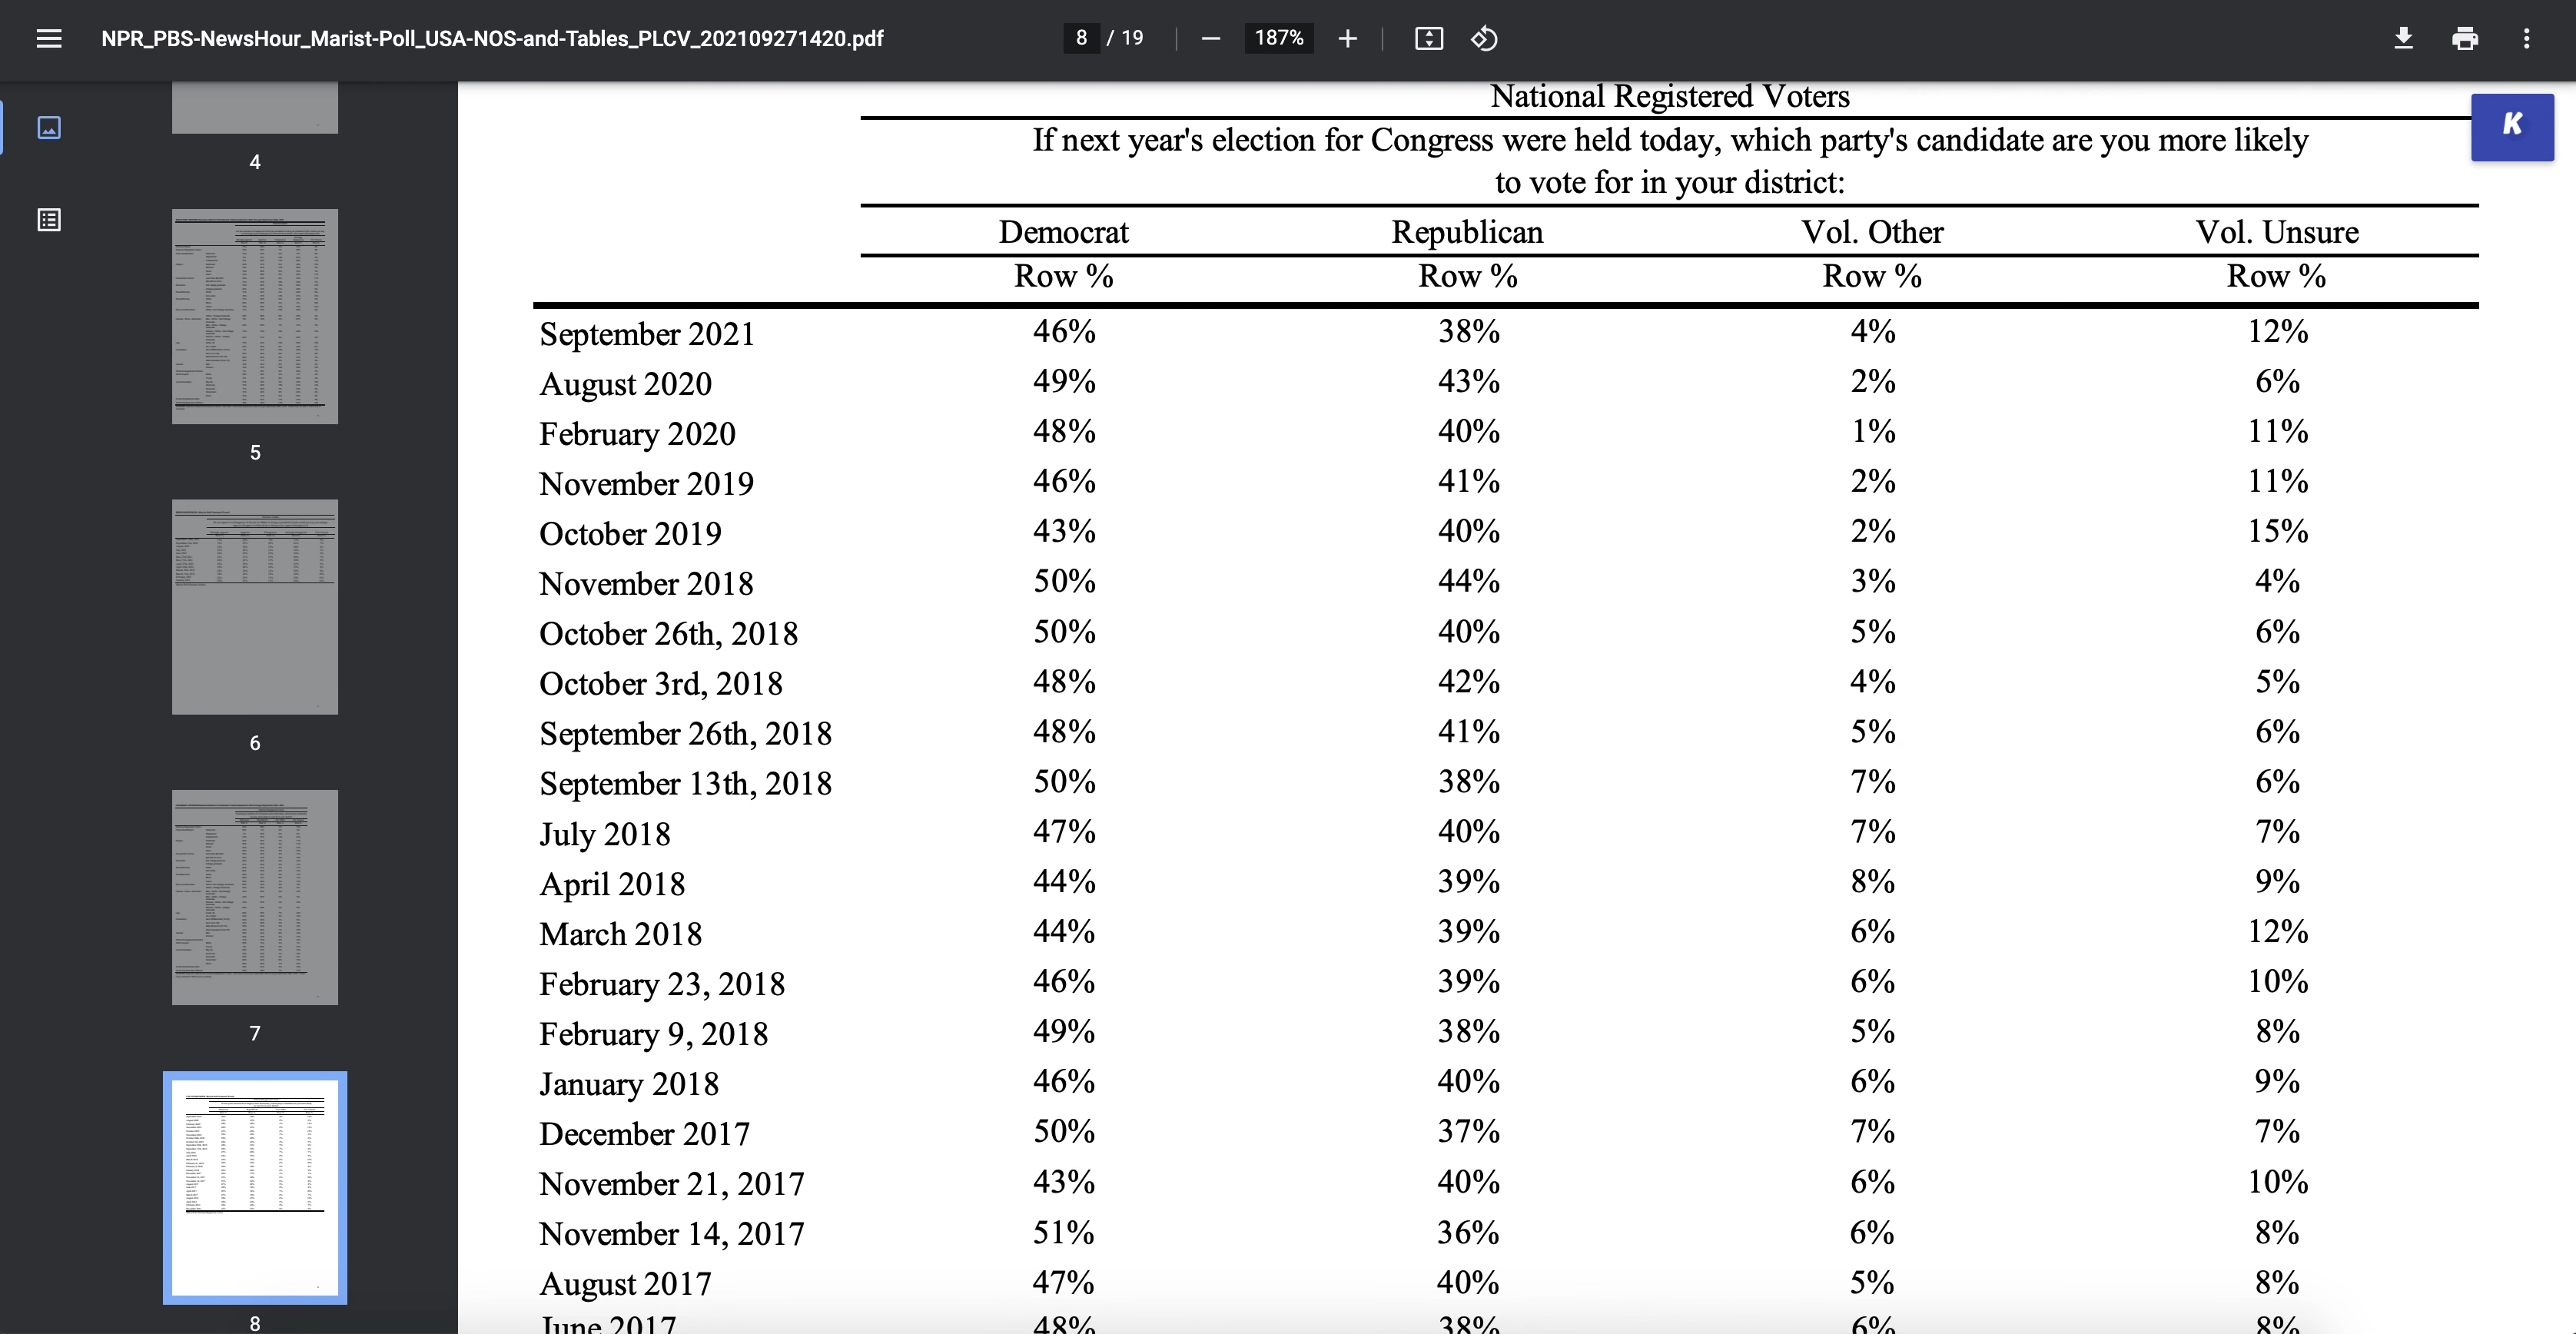 NPR_PBS-NewsHour_Marist-Poll_USA-NOS-and-Tables_PLCV_202109271420.pdf 8 / 19 187%
4
5
6
7
8
K
National Registered Voters
If next year's election for Congress were held today, which party's candidate are you more likely
to vote for in your district:
Democrat Republican Vol. Other Vol. Unsure
Row % Row % Row % Row %
September 2021 46% 38% 4% 12%
August 2020 49% 43% 2% 6%
February 2020 48% 40% 1% 11%
November 2019 46% 41% 2% 11%
October 2019 43% 40% 2% 15%
November 2018 50% 44% 3% 4%
October 26th, 2018 50% 40% 5% 6%
October 3rd, 2018 48% 42% 4% 5%
September 26th, 2018 48% 41% 5% 6%
September 13th, 2018 50% 38% 7% 6%
July 2018 47% 40% 7% 7%
April 2018 44% 39% 8% 9%
March 2018 44% 39% 6% 12%
February 23, 2018 46% 39% 6% 10%
February 9, 2018 49% 38% 5% 8%
January 2018 46% 40% 6% 9%
December 2017 50% 37% 7% 7%
November 21, 2017 43% 40% 6% 10%
November 14, 2017 51% 36% 6% 8%
August 2017 47% 40% 5% 8%
June 2017 48% 38% 6% 8%